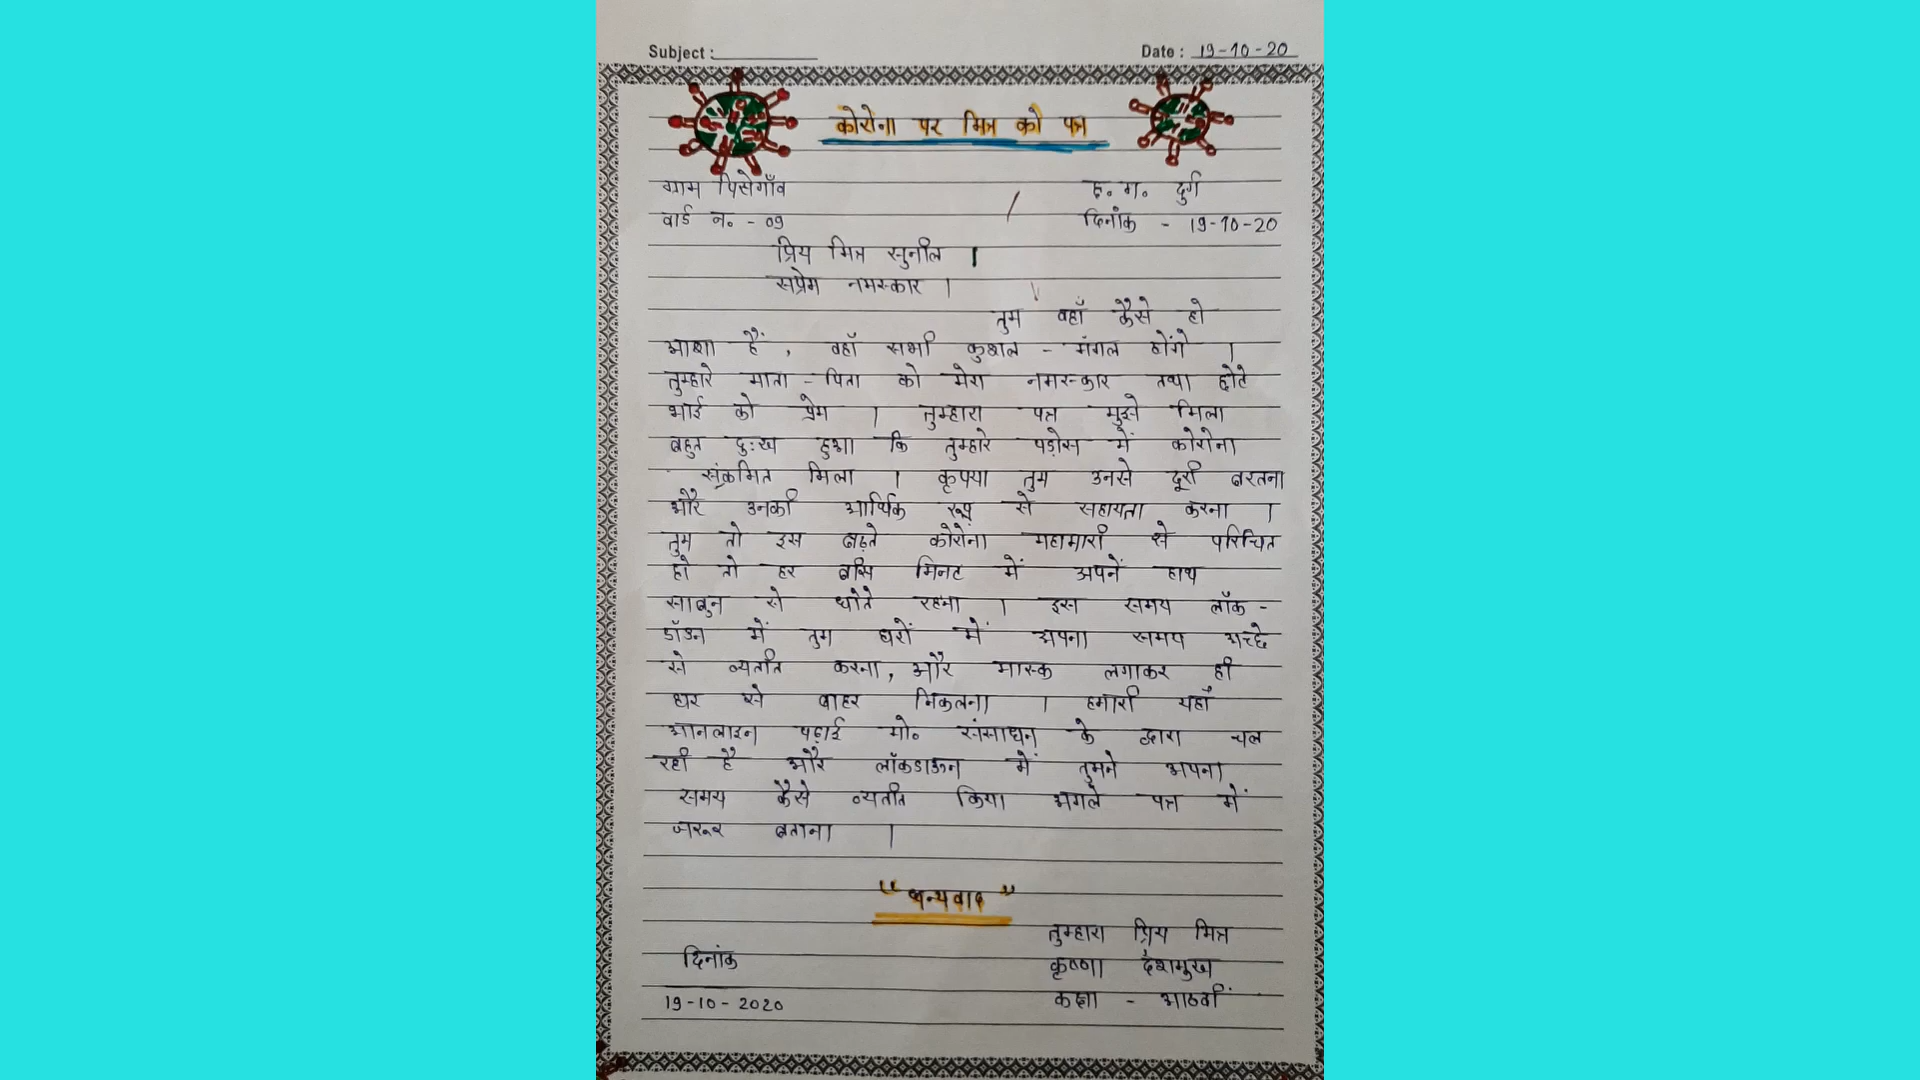 Subject :
Date : 19-10-20
कोरोना पर मित्र को पत्र
ग्राम पिसेगाँव
ह. ग. दुर्ग
वार्ड न. - 09
दिनांक - 19-10-20
प्रिय मित्र सुनील ।
सप्रेम नमस्कार ।
तुम वहाँ कैसे हो
आशा हैं , वहाँ सभी कुशल - मंगल होंगे ।
तुम्हारे माता - पिता को मेरा नमस्कार तथा छोटे
भाई को प्रेम । तुम्हारा पत्र मुझे मिला
बहुत दुःख हुआ कि तुम्हारे पड़ोस में कोरोना
संक्रमित मिला । कृपया तुम उनसे दूरी बरतना
और उनकी आर्थिक रूप से सहायता करना ।
तुम तो इस बढ़ते कोरोना महामारी से परिचित
हो तो हर बीस मिनट में अपनें हाथ
साबुन से धोते रहना । इस समय लॉक -
डॉउन में तुम घरों में अपना समय अच्छे
से व्यतीत करना, और मास्क लगाकर ही
घर से बाहर निकलना । हमारी यहाँ
आनलाइन पढ़ाई मो. संसाधन के द्वारा चल
रही है और लॉकडाऊन में तुमने अपना
समय कैसे व्यतीत किया अगले पत्र में
जरूर बताना ।
" धन्यवाद "
तुम्हारा प्रिय मित्र
दिनांक
कृष्णा देशमुख
19-10-2020
कक्षा - आठवीं